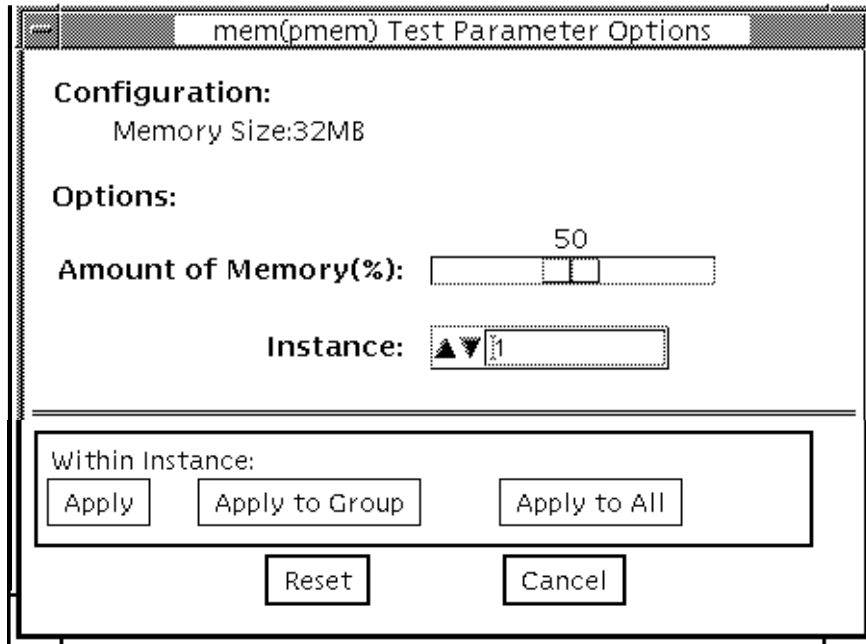 mem(pmem) Test Parameter Options
Configuration:
Memory Size:32MB
Options:
50
Amount of Memory(%):
Instance: 1
Within Instance:
Apply Apply to Group Apply to All
Reset Cancel